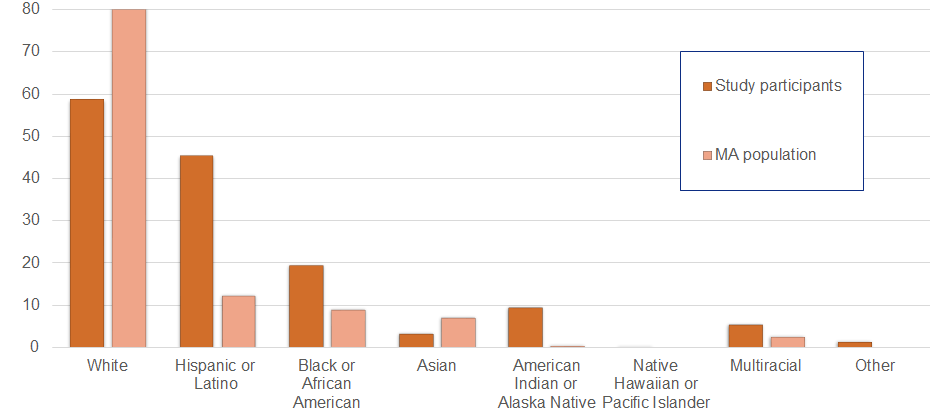 80
70
60
50
40
30
20
10
0
Study participants
MA population
White
Hispanic or
Latino
Black or
African
American
Asian
American
Indian or
Alaska Native
Native
Hawaiian or
Pacific Islander
Multiracial
Other